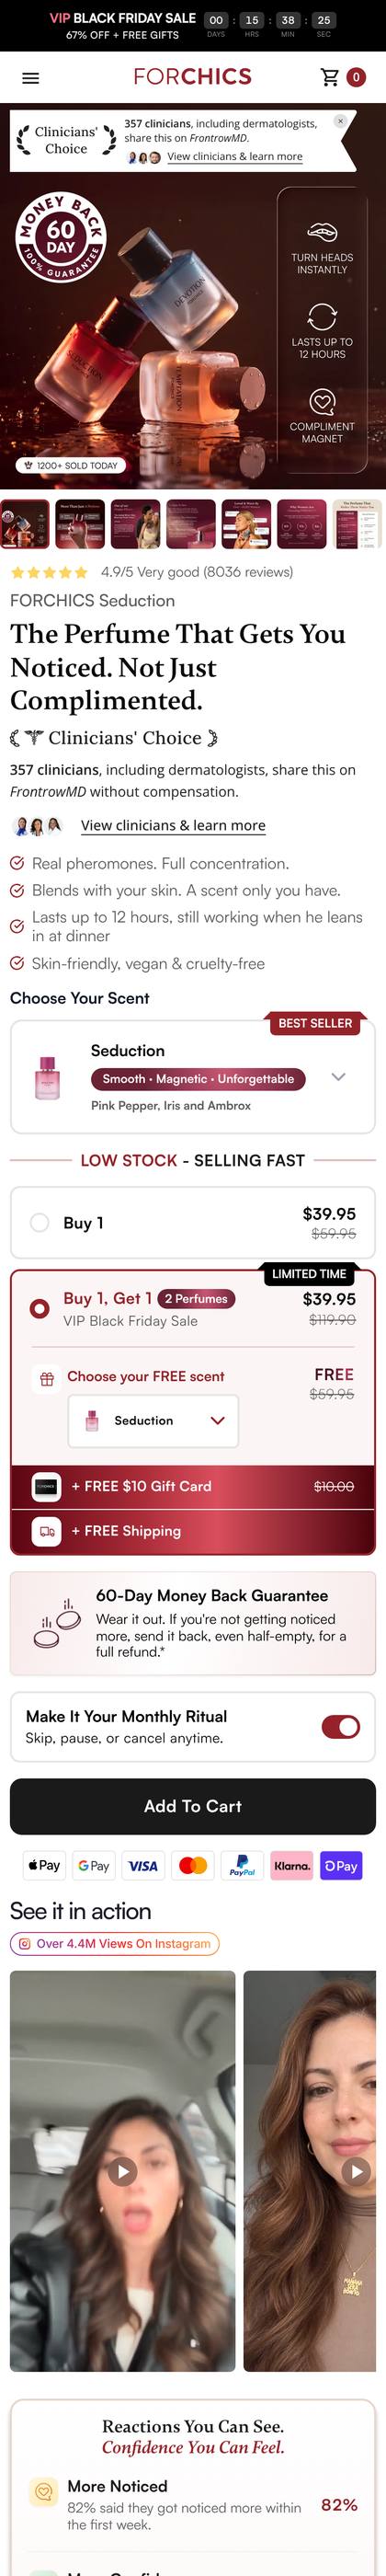 VIP BLACK FRIDAY SALE
67% OFF + FREE GIFTS
00 : 15 : 38 : 25
DAYS HRS MIN SEC
FORCHICS
0
Clinicians'
Choice
357 clinicians, including dermatologists,
share this on FrontrowMD.
View clinicians & learn more
MONEY BACK
60
DAY
100% GUARANTEE
DEVOTION
SEDUCTION
TEMPTATION
TURN HEADS
INSTANTLY
LASTS UP TO
12 HOURS
COMPLIMENT
MAGNET
1200+ SOLD TODAY
4.9/5 Very good (8036 reviews)
FORCHICS Seduction
The Perfume That Gets You
Noticed. Not Just
Complimented.
Clinicians' Choice
357 clinicians, including dermatologists, share this on
FrontrowMD without compensation.
View clinicians & learn more
Real pheromones. Full concentration.
Blends with your skin. A scent only you have.
Lasts up to 12 hours, still working when he leans
in at dinner
Skin-friendly, vegan & cruelty-free
Choose Your Scent
BEST SELLER
Seduction
Smooth · Magnetic · Unforgettable
Pink Pepper, Iris and Ambrox
LOW STOCK - SELLING FAST
Buy 1
$39.95
$59.95
LIMITED TIME
Buy 1, Get 1 2 Perfumes
$39.95
VIP Black Friday Sale
$119.90
Choose your FREE scent
FREE
$59.95
Seduction
+ FREE $10 Gift Card
$10.00
+ FREE Shipping
60-Day Money Back Guarantee
Wear it out. If you're not getting noticed
more, send it back, even half-empty, for a
full refund.*
Make It Your Monthly Ritual
Skip, pause, or cancel anytime.
Add To Cart
Apple Pay
G Pay
VISA
PayPal
Klarna.
Pay
See it in action
Over 4.4M Views On Instagram
Reactions You Can See.
Confidence You Can Feel.
More Noticed
82% said they got noticed more within
the first week.
82%